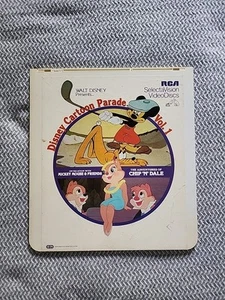 WALT DISNEY
Presents...
RCA
SelectaVision
VideoDiscs
Disney Cartoon Parade Vol. 1
MICKEY MOUSE & FRIENDS
THE ADVENTURES OF
CHIP 'N' DALE